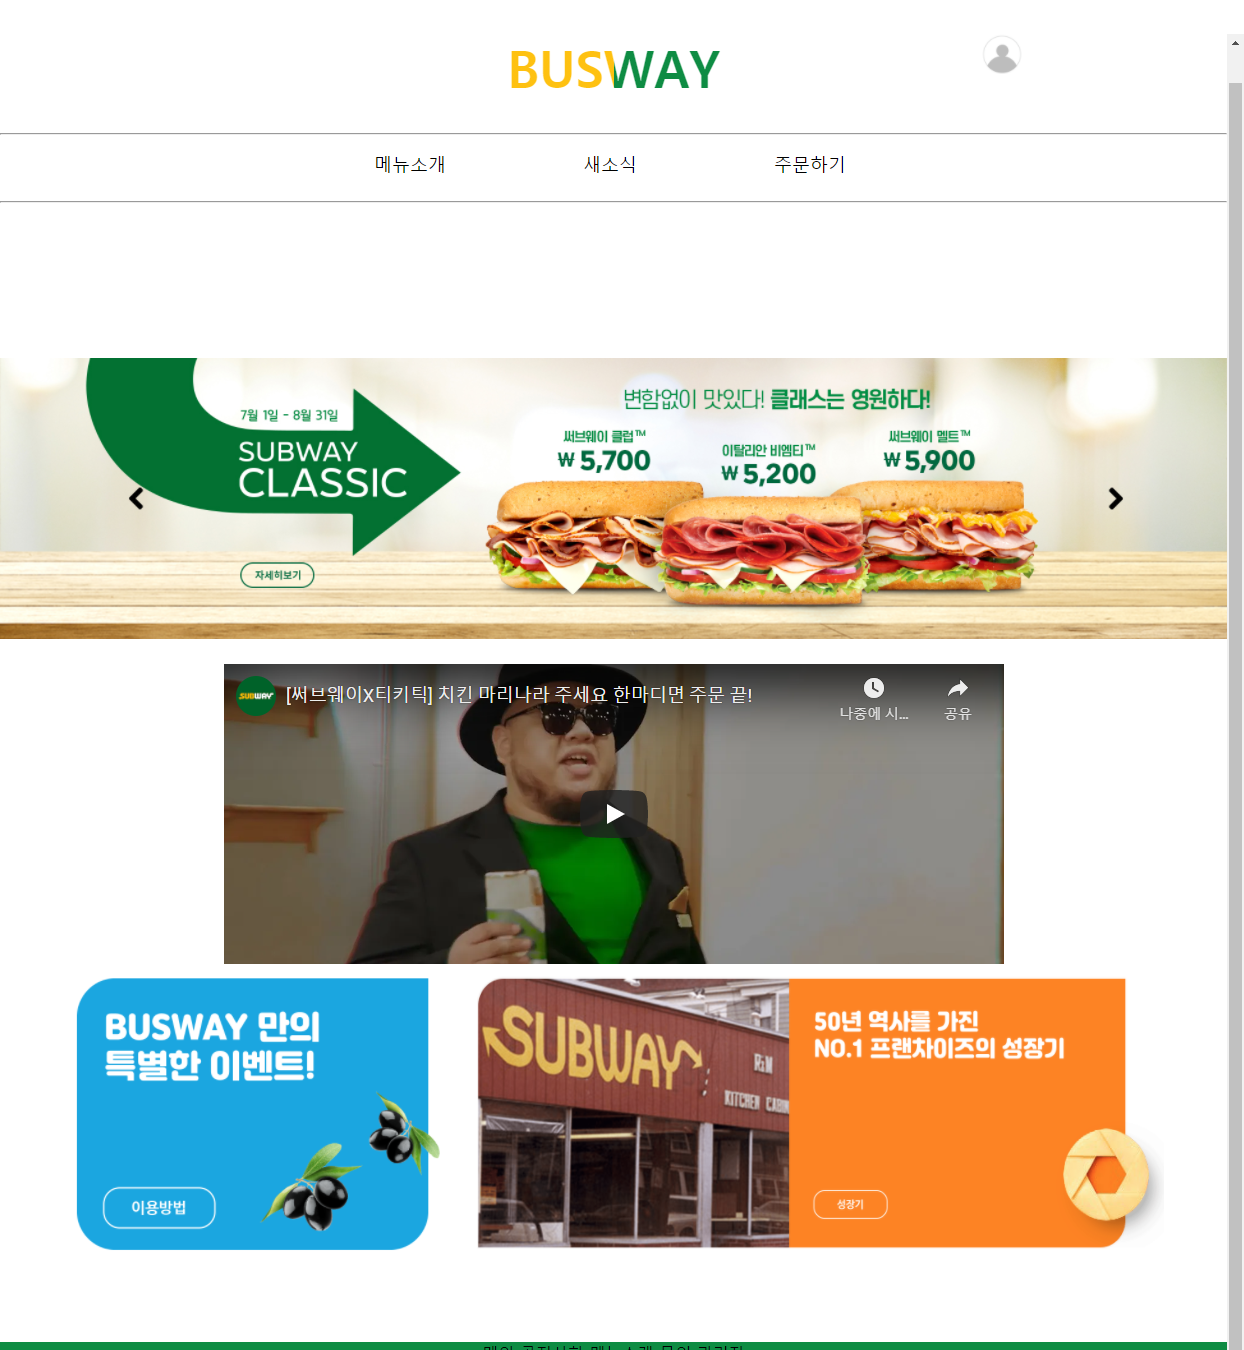 BUSWAY
메뉴소개
새소식
주문하기
7월 1일 - 8월 31일
SUBWAY
CLASSIC
자세히보기
변함없이 맛있다! 클래스는 영원하다!
써브웨이 클럽™
₩ 5,700
이탈리안 비엠티™
₩ 5,200
써브웨이 멜트™
₩ 5,900
SUBWAY
[써브웨이X티키틱] 치킨 마리나라 주세요 한마디면 주문 끝!
나중에 시...
공유
BUSWAY 만의
특별한 이벤트!
이용방법
SUBWAY
R&M
KITCHEN CABIN
50년 역사를 가진
NO.1 프랜차이즈의 성장기
성장기